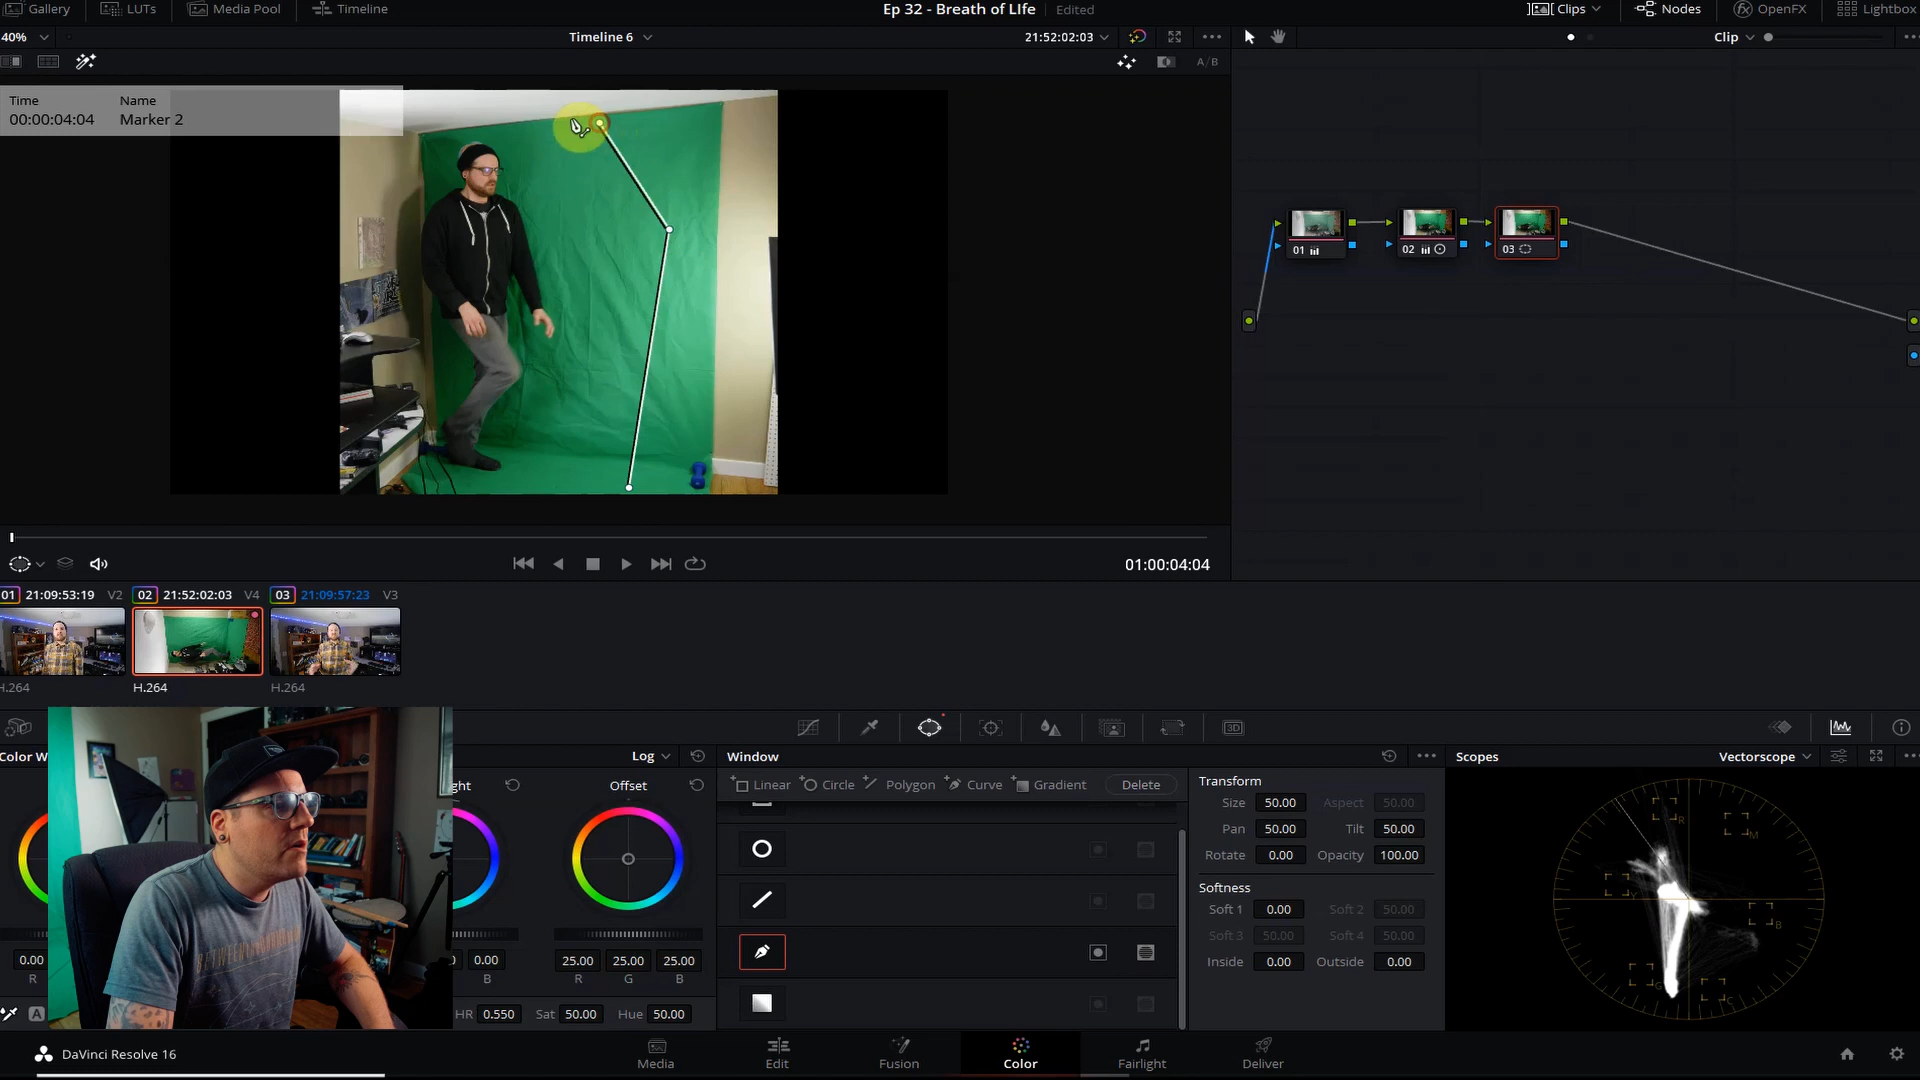 Gallery
LUTs
Media Pool
Timeline
Ep 32 - Breath of LIfe
Edited
Clips
Nodes
OpenFX
Lightbox
40%
Timeline 6
21:52:02:03
Clip
A/B
Time
Name
00:00:04:04
Marker 2
01
02
03
01:00:04:04
01 21:09:53:19 V2
02 21:52:02:03 V4
03 21:09:57:23 V3
H.264
H.264
H.264
Color W
Log
ght
Offset
0.00
R
0.00
B
25.00
25.00
25.00
R
G
B
HR 0.550
Sat 50.00
Hue 50.00
A
Window
Linear
Circle
Polygon
Curve
Gradient
Delete
3D
Transform
Size 50.00 Aspect 50.00
Pan 50.00 Tilt 50.00
Rotate 0.00 Opacity 100.00
Softness
Soft 1 0.00 Soft 2 50.00
Soft 3 50.00 Soft 4 50.00
Inside 0.00 Outside 0.00
Scopes
Vectorscope
R
M
Y
B
G
C
DaVinci Resolve 16
Media
Edit
Fusion
Color
Fairlight
Deliver